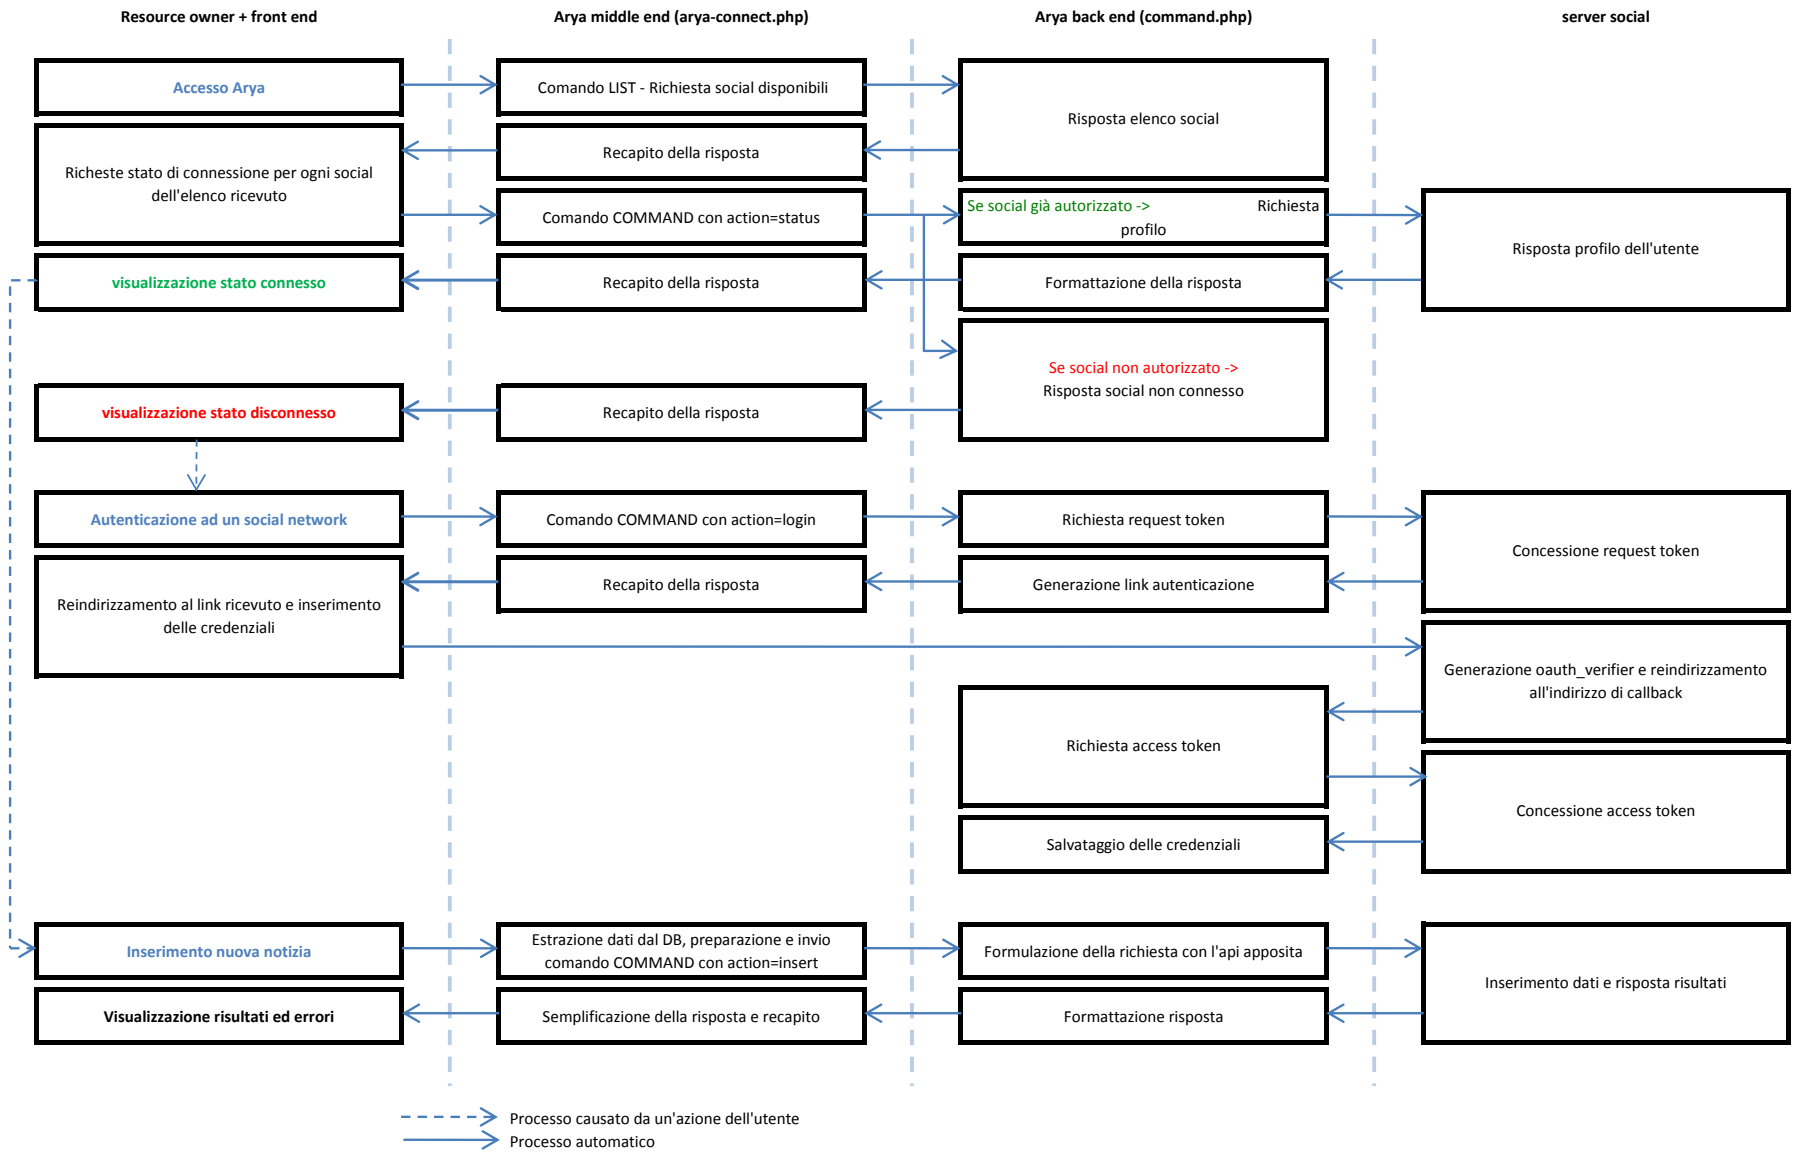 Resource owner + front end
Arya middle end (arya-connect.php)
Arya back end (command.php)
server social
Accesso Arya
Comando LIST - Richiesta social disponibili
Risposta elenco social
Recapito della risposta
Richeste stato di connessione per ogni social
dell'elenco ricevuto
Comando COMMAND con action=status
Se social già autorizzato -> Richiesta
profilo
Risposta profilo dell'utente
visualizzazione stato connesso
Recapito della risposta
Formattazione della risposta
Se social non autorizzato ->
Risposta social non connesso
visualizzazione stato disconnesso
Recapito della risposta
Autenticazione ad un social network
Comando COMMAND con action=login
Richiesta request token
Concessione request token
Recapito della risposta
Generazione link autenticazione
Reindirizzamento al link ricevuto e inserimento
delle credenziali
Generazione oauth_verifier e reindirizzamento
all'indirizzo di callback
Richiesta access token
Concessione access token
Salvataggio delle credenziali
Inserimento nuova notizia
Estrazione dati dal DB, preparazione e invio
comando COMMAND con action=insert
Formulazione della richiesta con l'api apposita
Inserimento dati e risposta risultati
Visualizzazione risultati ed errori
Semplificazione della risposta e recapito
Formattazione risposta
Processo causato da un'azione dell'utente
Processo automatico